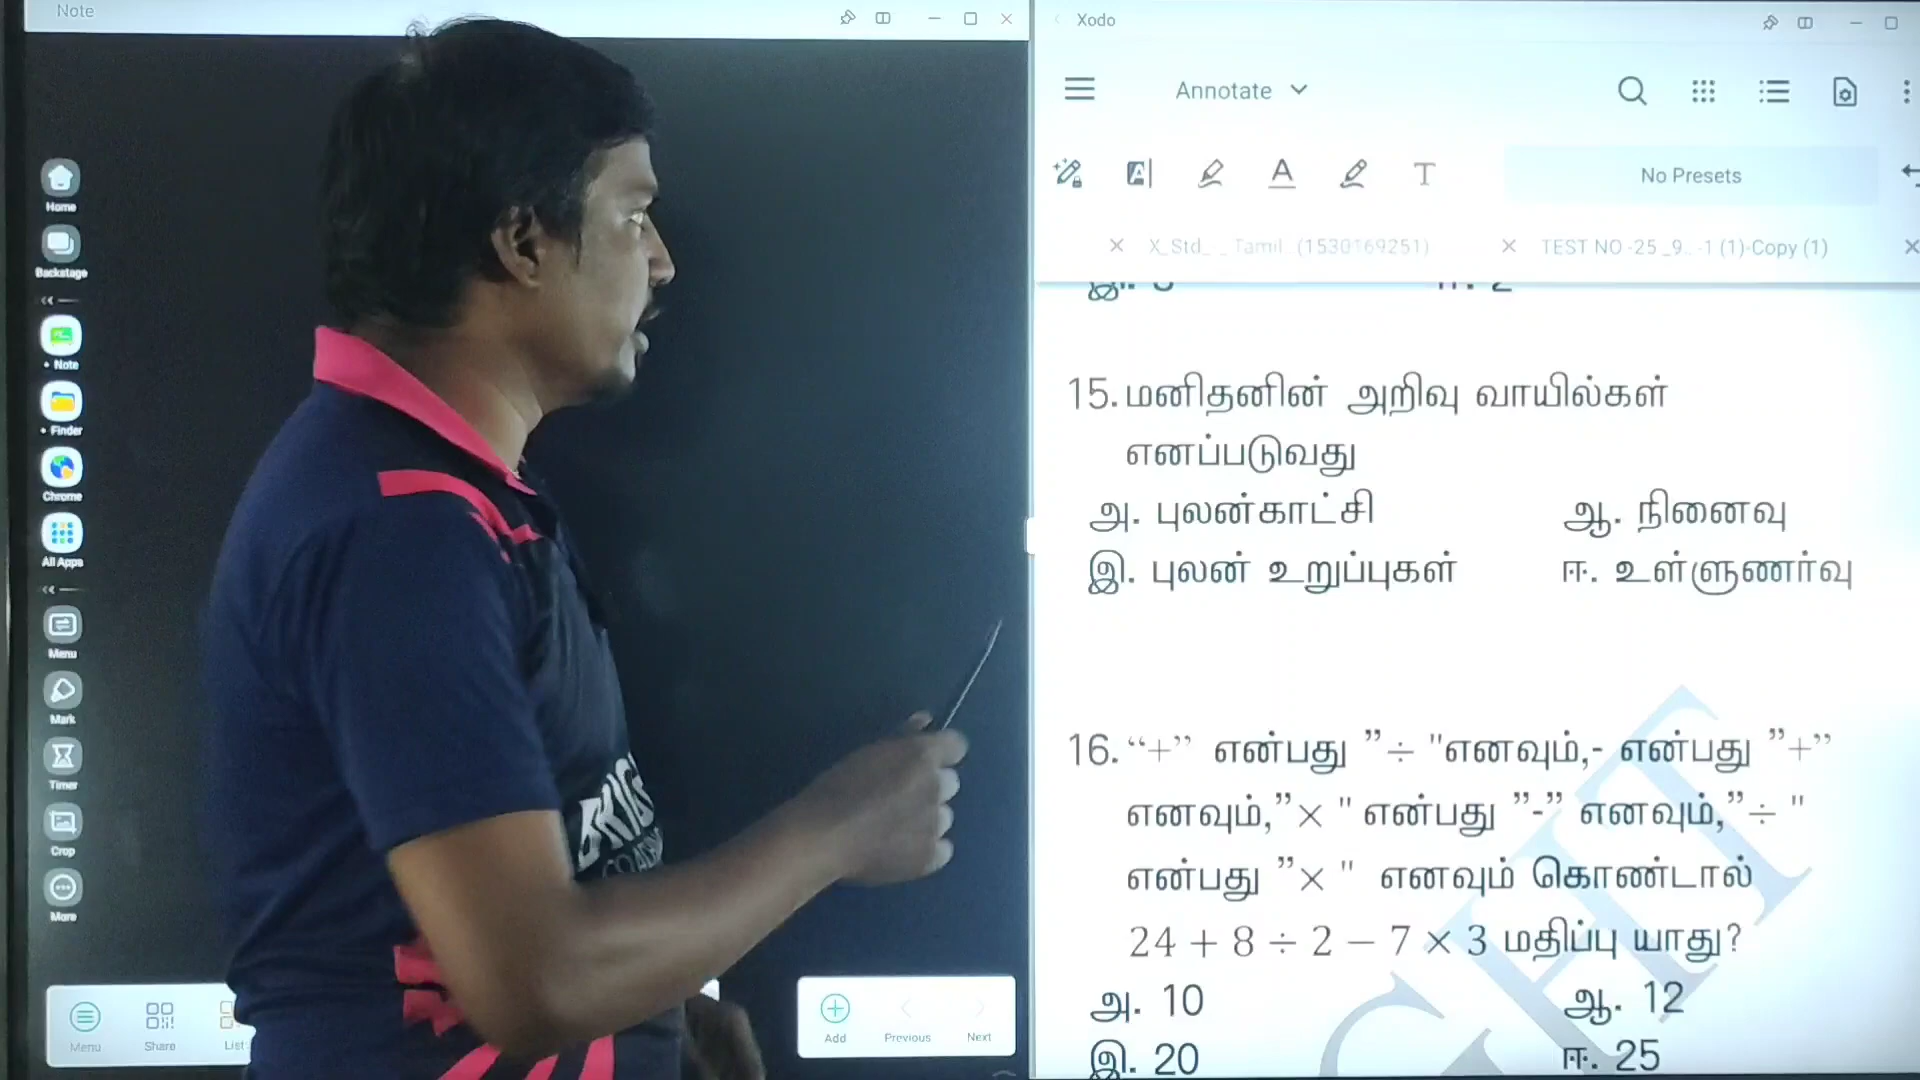 Note
Xodo
Annotate
No Presets
X_Std_ _ Tamil (1530169251)
TEST NO -25 _9.. -1 (1)-Copy (1)
Home
Backstage
Note
Finder
Chrome
All Apps
Menu
Mark
Timer
Crop
More
15. மனிதனின் அறிவு வாயில்கள்
எனப்படுவது
அ. புலன்காட்சி ஆ. நினைவு
இ. புலன் உறுப்புகள் ஈ. உள்ளுணர்வு
16. “+” என்பது ”÷ "எனவும்,- என்பது ”+”
எனவும்,”× " என்பது ”-” எனவும்,”÷ "
என்பது ”× " எனவும் கொண்டால்
24 + 8 ÷ 2 − 7 × 3 மதிப்பு யாது?
அ. 10 ஆ. 12
இ. 20 ஈ. 25
Menu Share List
Add Previous Next